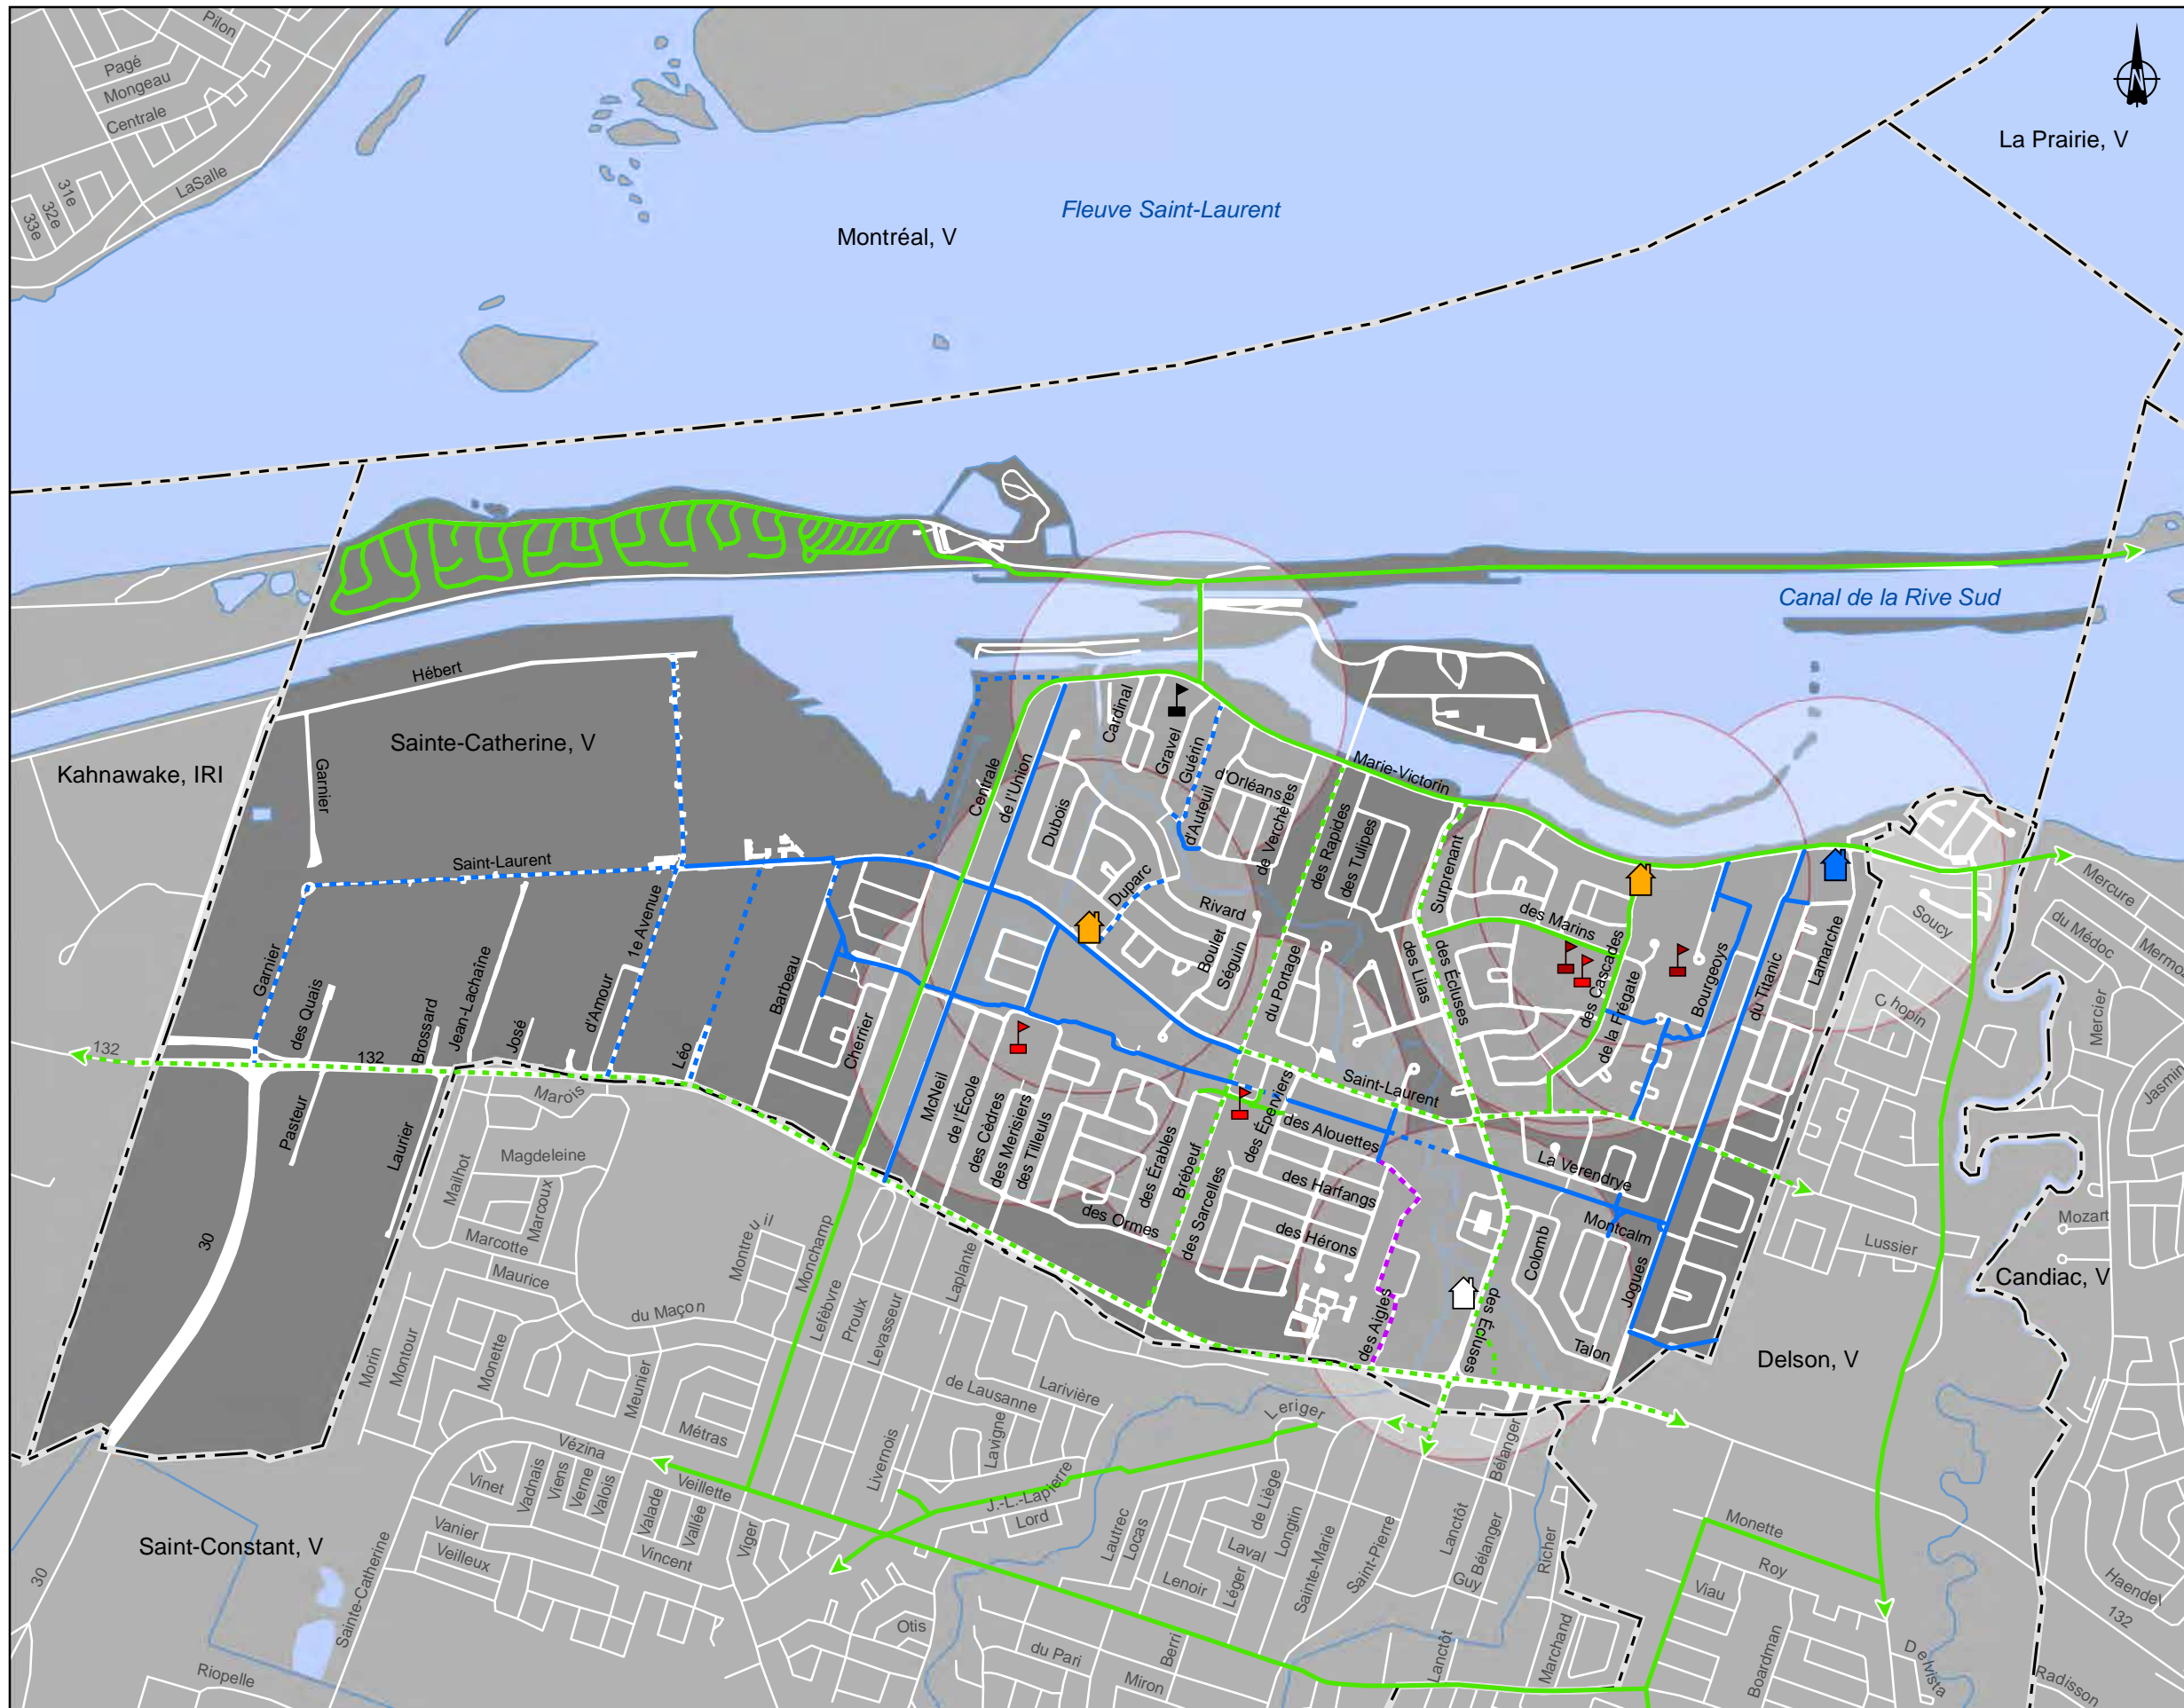 Pilon
Pagé
Mongeau
Centrale
LaSalle
31e
32e
33e
N
La Prairie, V
Fleuve Saint-Laurent
Montréal, V
Canal de la Rive Sud
Hébert
Sainte-Catherine, V
Kahnawake, IRI
Garnier
Saint-Laurent
Garnier
des Quais
132
132
Brossard
Jean-Lachaîne
José
d'Amour
1e Avenue
Léo
Barbeau
Cherrier
Centrale
de l'Union
Dubois
Cardinal
Gravel
Guérin
d'Auteuil
d'Orléans
de Verchères
Duparc
Rivard
Boulet
Séguin
des Rapides
des Tulipes
Marie-Victorin
Surprenant
des Marins
des Cascades
de la Frégate
Bourgeoys
du Titanic
Lamarche
des Lilas
des Écluses
du Portage
Saint-Laurent
McNeil
de l'École
des Cèdres
des Merisiers
des Tilleuls
des Érables
des Ormes
Brébeuf
des Sarcelles
des Éperviers
des Alouettes
des Harfangs
des Hérons
des Aigles
des Écluses
La Verendrye
Montcalm
Colomb
Jogues
Talon
Soucy
Chopin
Mercure
du Médoc
Mermo
Mercier
Jasmin
Mozart
Lussier
Candiac, V
Delson, V
Pasteur
Laurier
30
Marois
Mailhot
Magdeleine
Marcoux
Marcotte
Maurice
Montreuil
Monchamp
du Maçon
Lefèbvre
Proulx
Levasseur
Laplante
Morin
Montour
Monette
Meunier
Métras
de Lausanne
Larivière
Lavigne
Livernois
J.-L.-Lapierre
Lord
Leriger
Vézina
Vinet
Vadnais
Viens
Verne
Valois
Veillette
Valade
Vallée
Viger
Vanier
Veilleux
Vincent
Saint-Constant, V
30
Sainte-Catherine
Riopelle
Otis
Lautrec
Locas
de Liège
Laval
Longtin
Lenoir
Léger
Sainte-Marie
Saint-Pierre
Lanctôt
Bélanger
Bélanger
Guy
Richer
du Pari
Berri
Miron
Lanctôt
Marchand
Monette
Roy
Viau
Boardman
Delvista
Haendel
132
Radisson